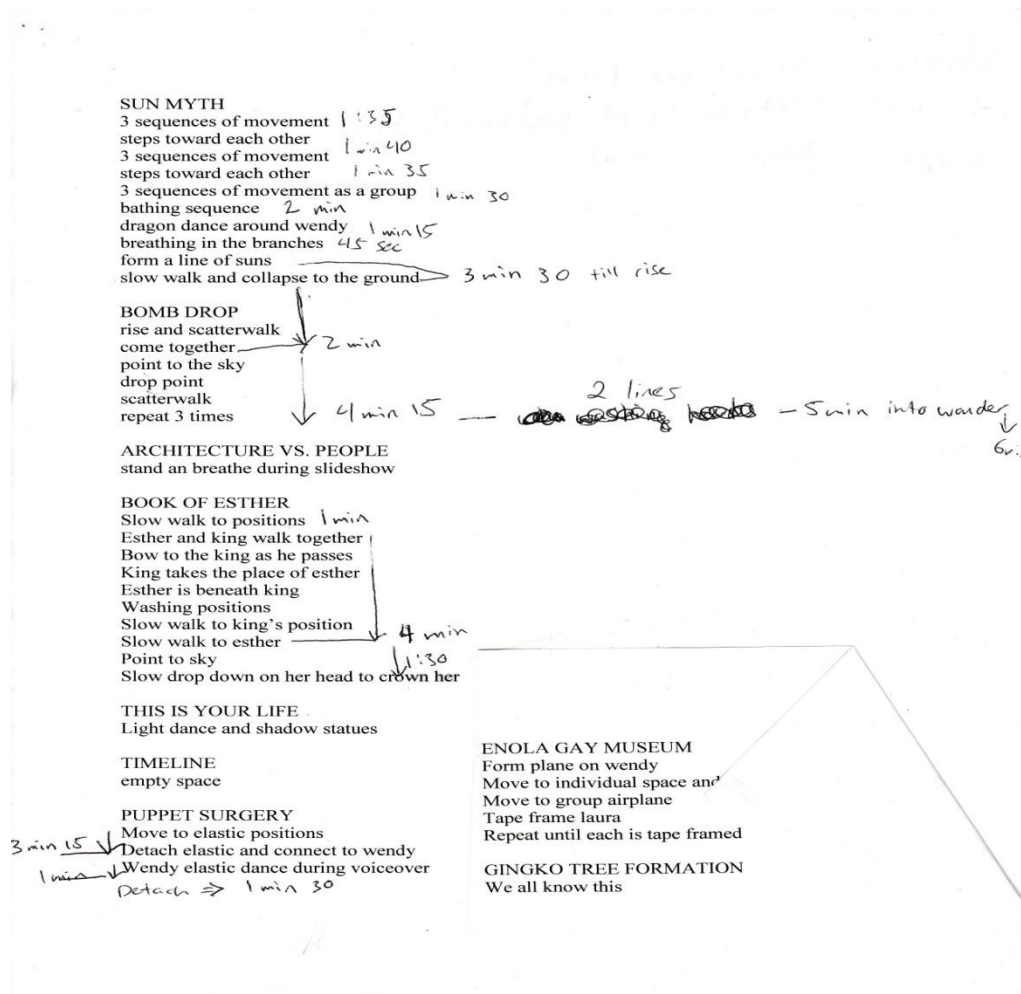 SUN MYTH
3 sequences of movement 1:35
steps toward each other
3 sequences of movement 1 min 40
steps toward each other 1 min 35
3 sequences of movement as a group 1 min 30
bathing sequence 2 min
dragon dance around wendy 1 min 15
breathing in the branches 45 sec
form a line of suns
slow walk and collapse to the ground 3 min 30 till rise
BOMB DROP
rise and scatterwalk
come together 2 min
point to the sky
drop point
scatterwalk
2 lines
repeat 3 times 4 min 15 — — 5 min into wander
ARCHITECTURE VS. PEOPLE
stand an breathe during slideshow
BOOK OF ESTHER
Slow walk to positions 1 min
Esther and king walk together
Bow to the king as he passes
King takes the place of esther
Esther is beneath king
Washing positions
Slow walk to king's position
Slow walk to esther 4 min
Point to sky 1:30
Slow drop down on her head to crown her
THIS IS YOUR LIFE
Light dance and shadow statues
TIMELINE
empty space
PUPPET SURGERY
Move to elastic positions
3 min 15 Detach elastic and connect to wendy
1 min Wendy elastic dance during voiceover
Detach ⇒ 1 min 30
ENOLA GAY MUSEUM
Form plane on wendy
Move to individual space and
Move to group airplane
Tape frame laura
Repeat until each is tape framed
GINGKO TREE FORMATION
We all know this